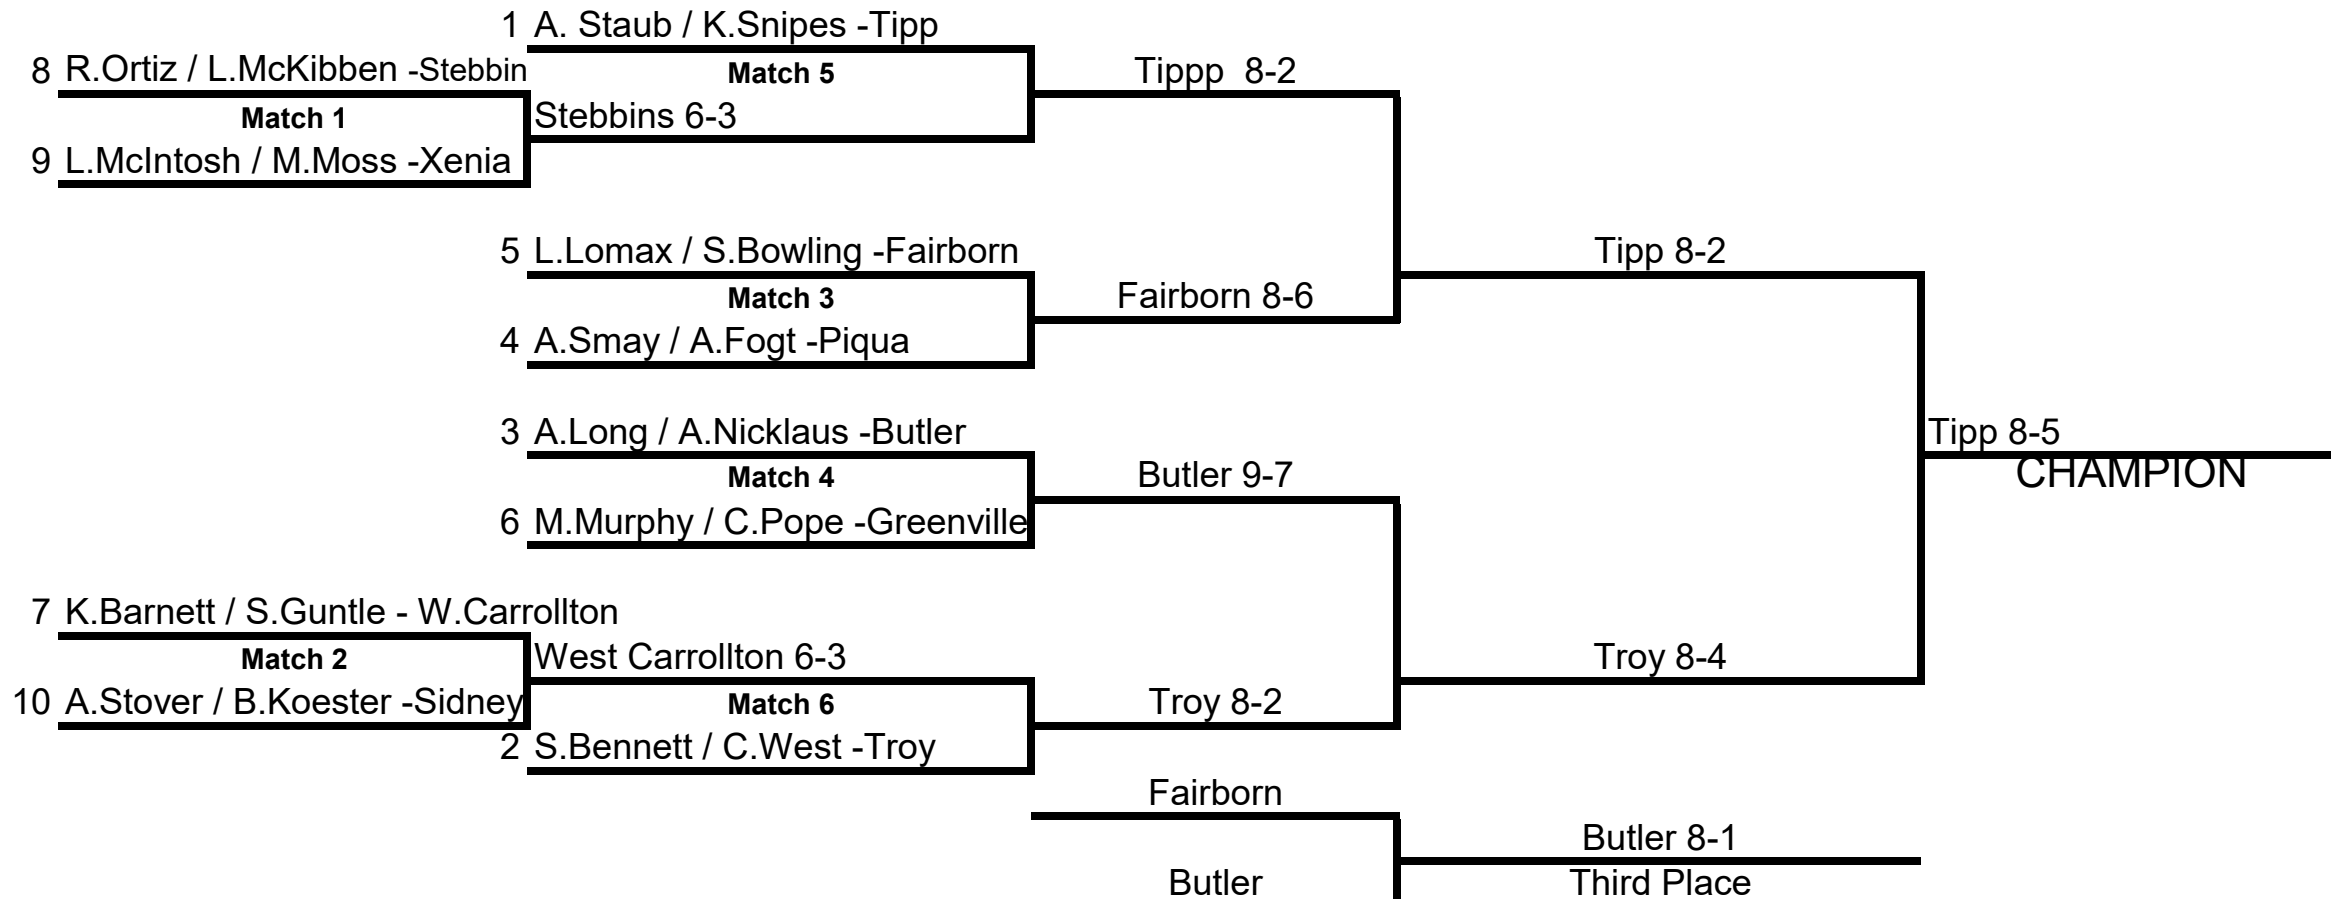 1 A. Staub / K.Snipes -Tipp
8 R.Ortiz / L.McKibben -Stebbin
Match 5
Tippp 8-2
Match 1
Stebbins 6-3
9 L.McIntosh / M.Moss -Xenia
5 L.Lomax / S.Bowling -Fairborn
Tipp 8-2
Match 3
Fairborn 8-6
4 A.Smay / A.Fogt -Piqua
3 A.Long / A.Nicklaus -Butler
Tipp 8-5
Match 4
Butler 9-7
CHAMPION
6 M.Murphy / C.Pope -Greenville
7 K.Barnett / S.Guntle - W.Carrollton
Match 2
West Carrollton 6-3
Troy 8-4
10 A.Stover / B.Koester -Sidney
Match 6
Troy 8-2
2 S.Bennett / C.West -Troy
Fairborn
Butler 8-1
Butler
Third Place